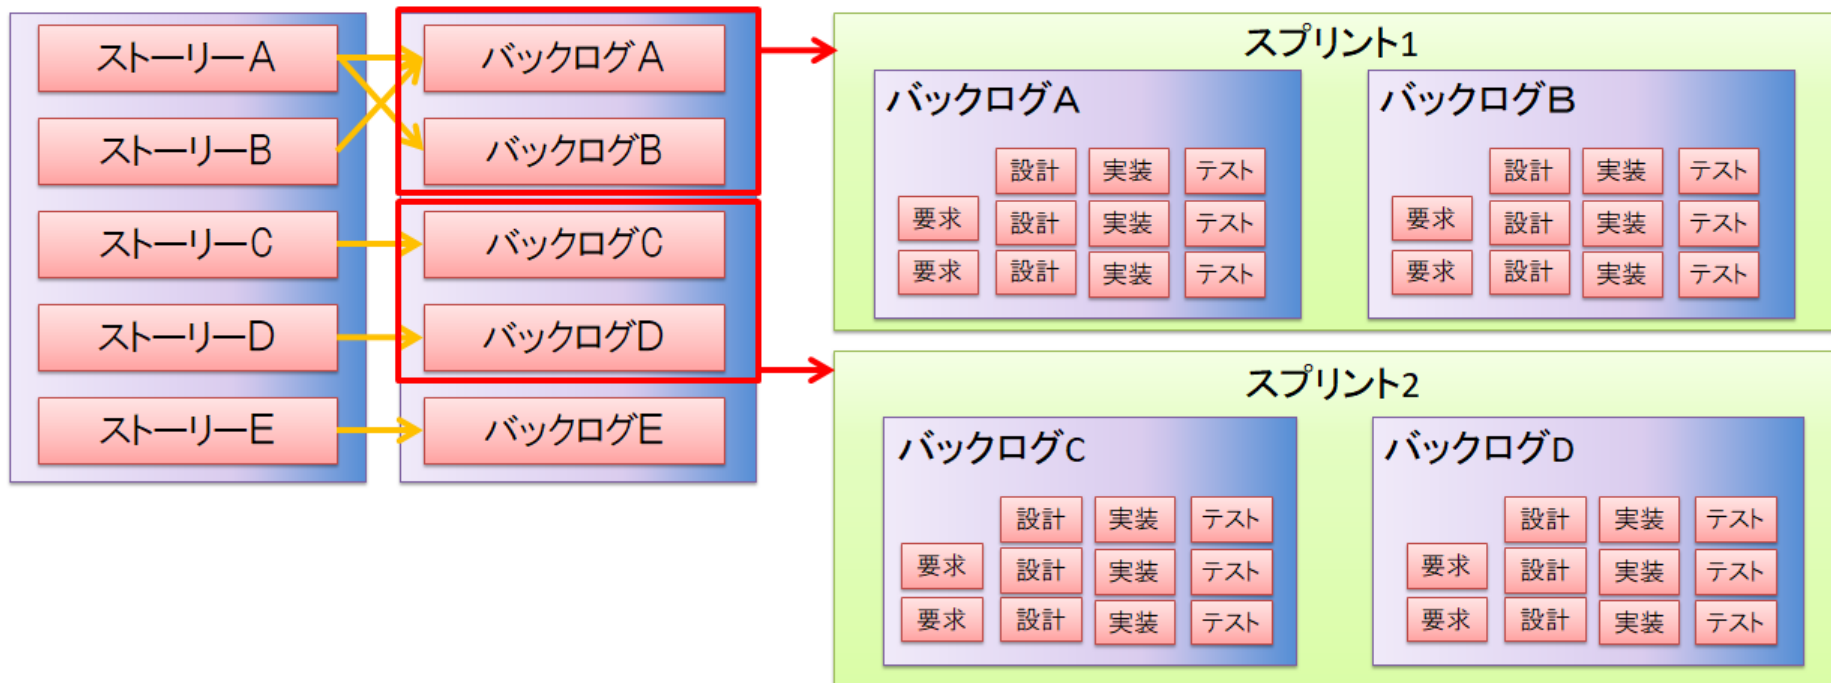 ストーリーA
ストーリーB
ストーリーC
ストーリーD
ストーリーE
バックログA
バックログB
バックログC
バックログD
バックログE
スプリント1
バックログA
設計 実装 テスト
要求 設計 実装 テスト
要求 設計 実装 テスト
バックログB
設計 実装 テスト
要求 設計 実装 テスト
要求 設計 実装 テスト
スプリント2
バックログC
設計 実装 テスト
要求 設計 実装 テスト
要求 設計 実装 テスト
バックログD
設計 実装 テスト
要求 設計 実装 テスト
要求 設計 実装 テスト